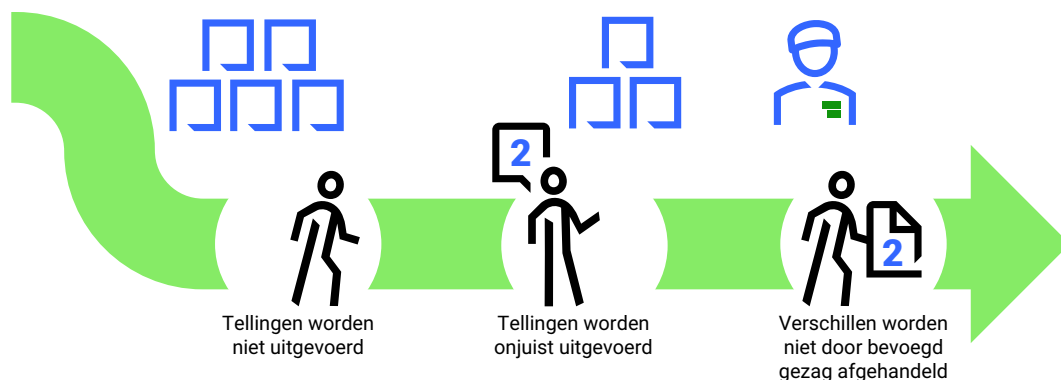 2
2
Tellingen worden
niet uitgevoerd
Tellingen worden
onjuist uitgevoerd
Verschillen worden
niet door bevoegd
gezag afgehandeld